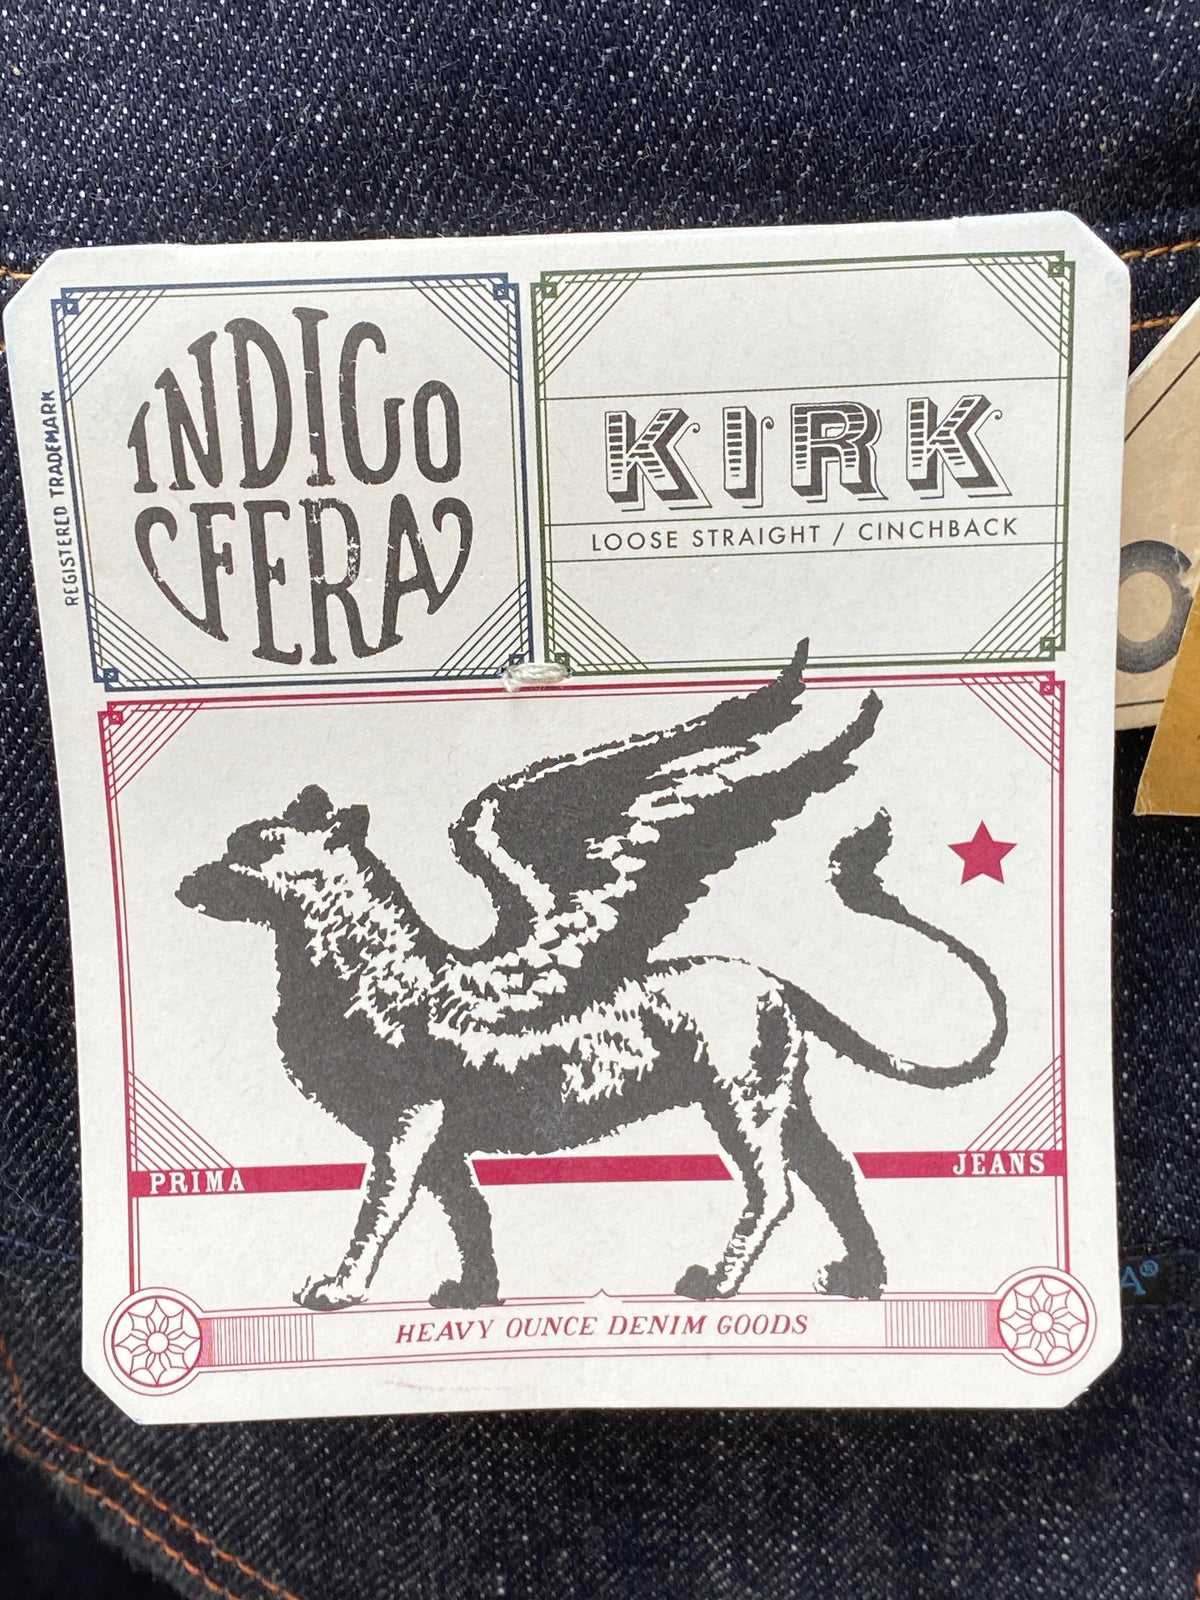 REGISTERED TRADEMARK
INDIGO
FERA
KIRK
LOOSE STRAIGHT / CINCHBACK
PRIMA
JEANS
HEAVY OUNCE DENIM GOODS
A®